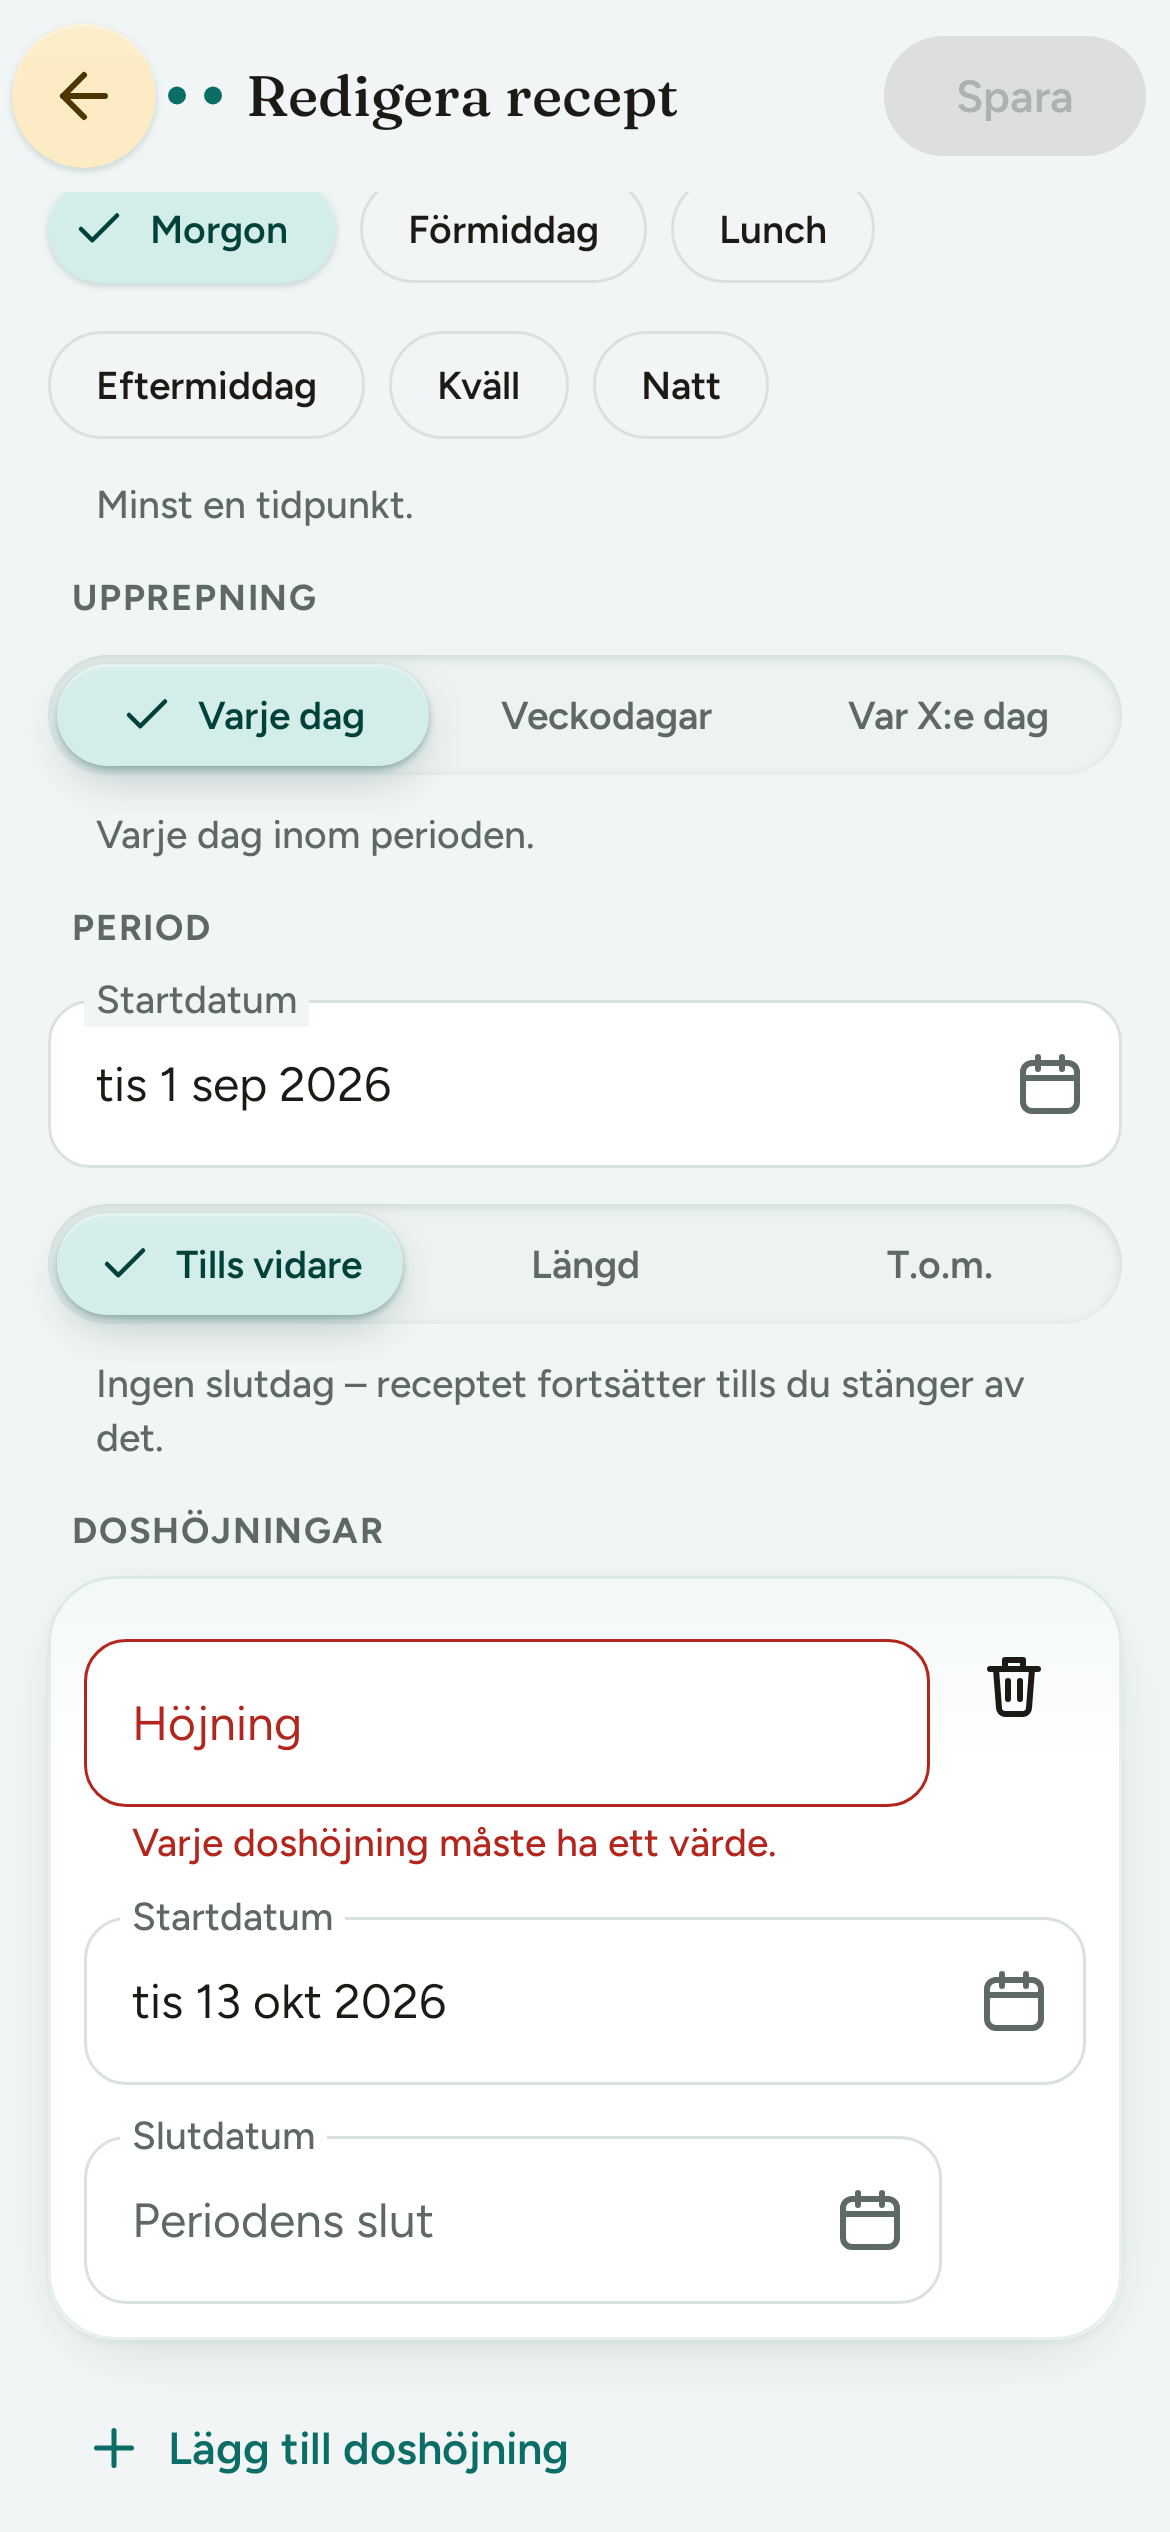 Redigera recept
Spara
Morgon
Förmiddag
Lunch
Eftermiddag
Kväll
Natt
Minst en tidpunkt.
UPPREPNING
Varje dag
Veckodagar
Var X:e dag
Varje dag inom perioden.
PERIOD
Startdatum
tis 1 sep 2026
Tills vidare
Längd
T.o.m.
Ingen slutdag – receptet fortsätter tills du stänger av
det.
DOSHÖJNINGAR
Höjning
Varje doshöjning måste ha ett värde.
Startdatum
tis 13 okt 2026
Slutdatum
Periodens slut
Lägg till doshöjning